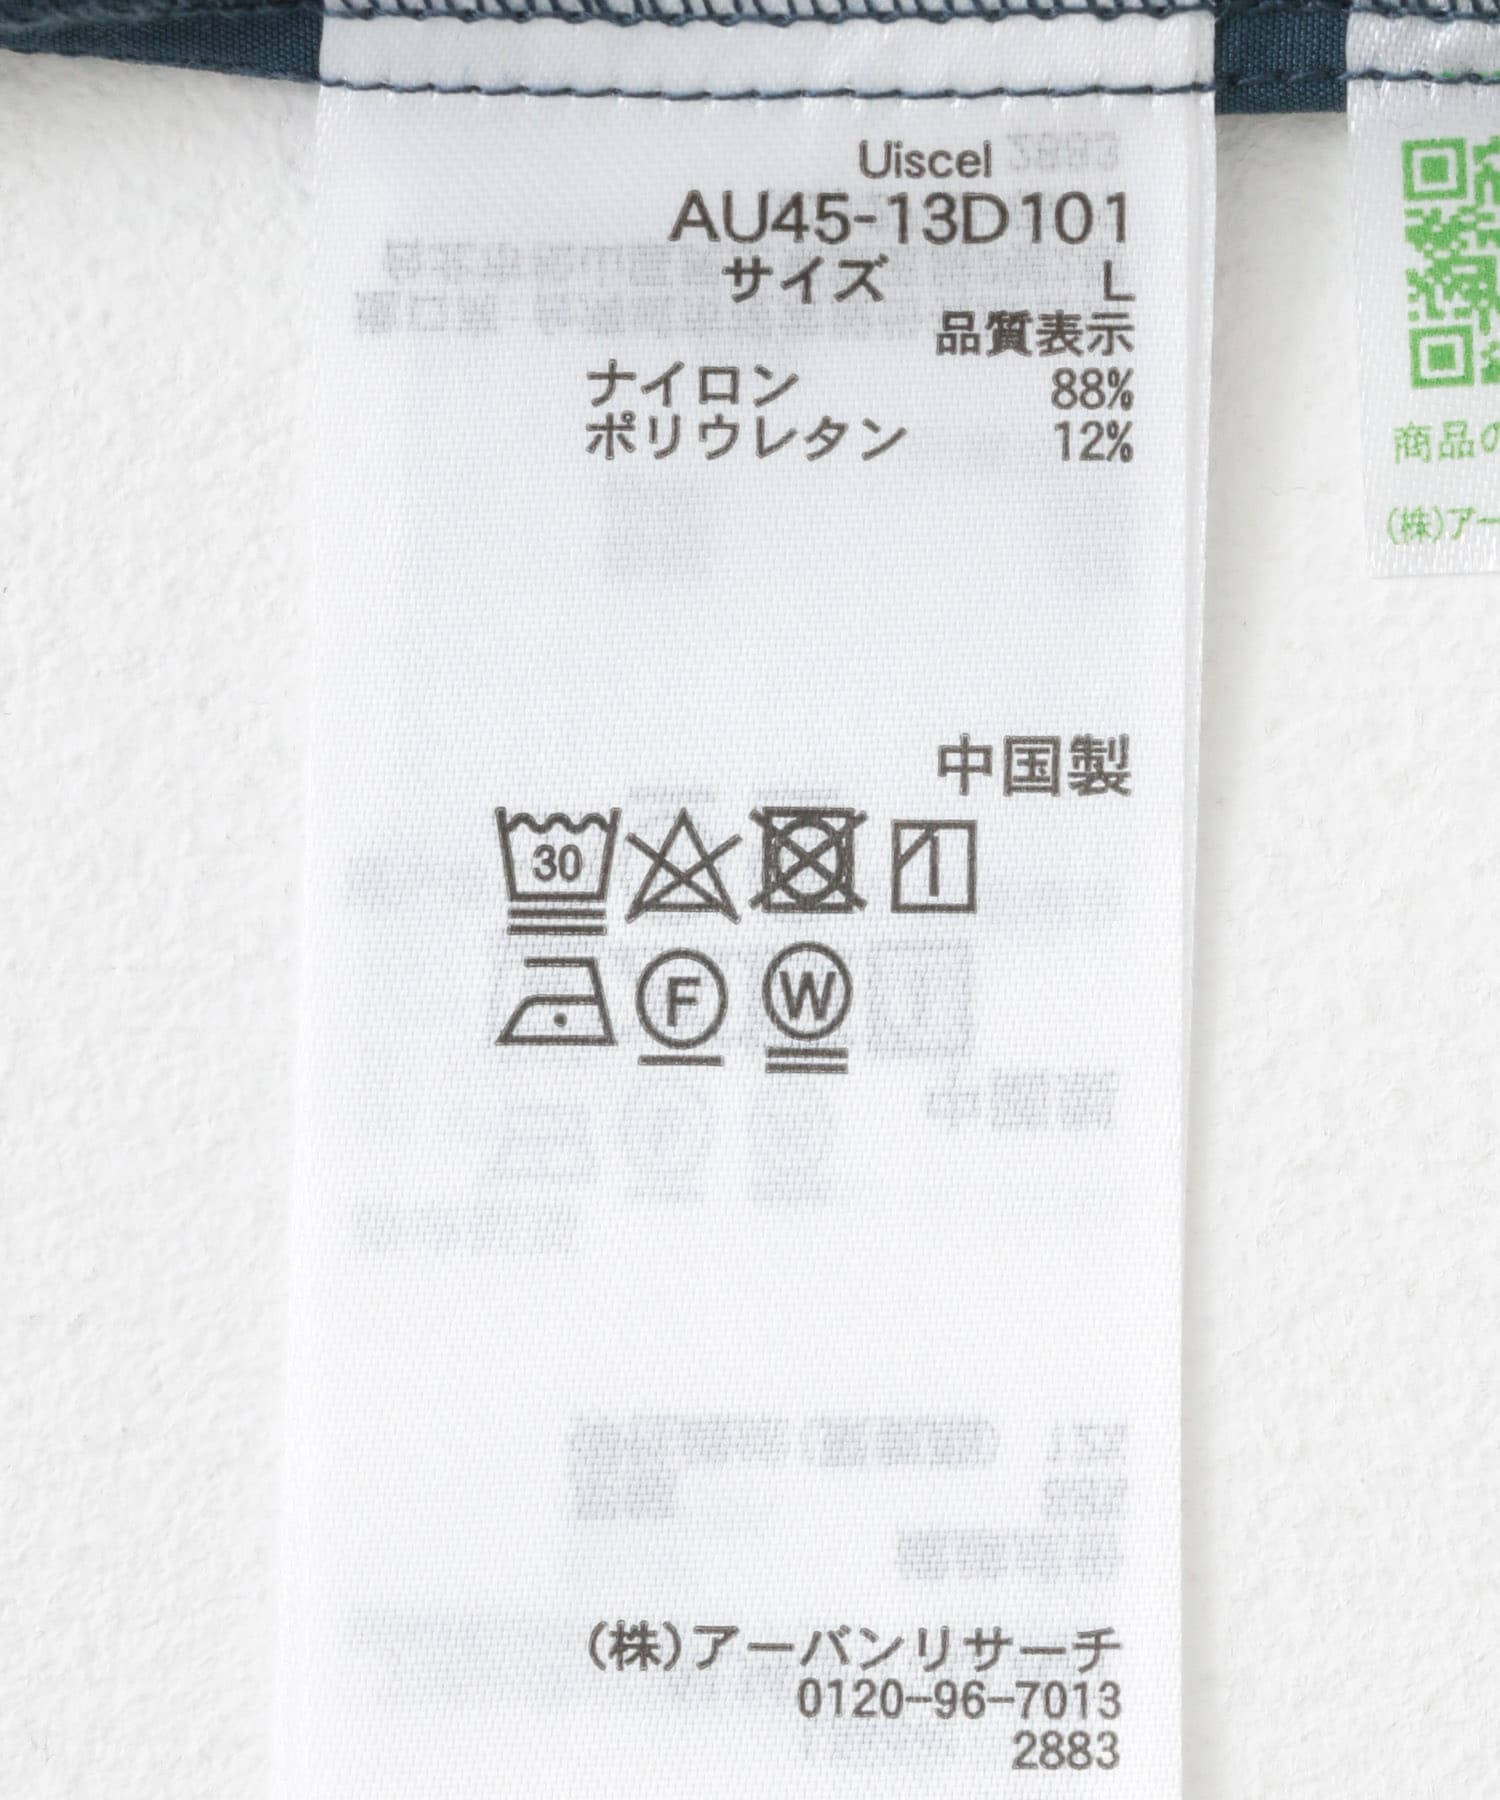 Uiscel
AU45-13D101
サイズ L
品質表示
ナイロン 88%
ポリウレタン 12%
中国製
30
F W
(株)アーバンリサーチ
0120-96-7013
2883
商品の
(株)アー